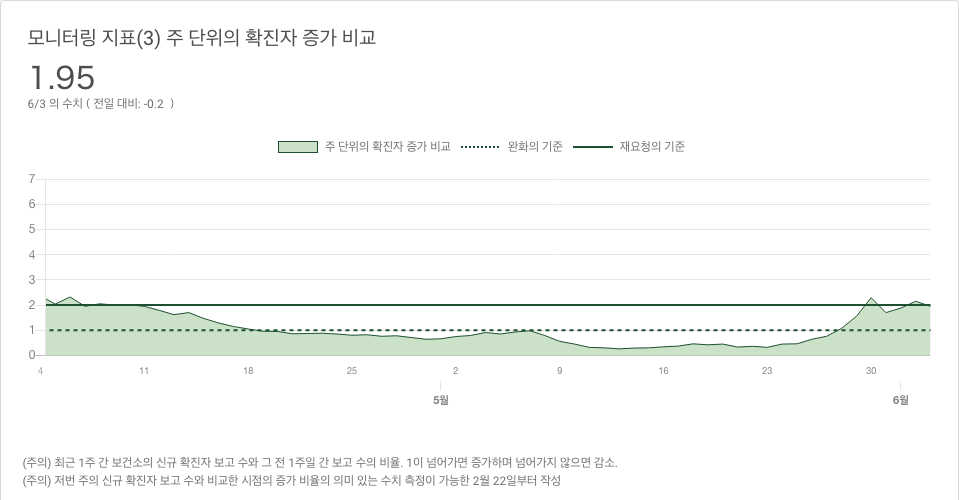 모니터링 지표(3) 주 단위의 확진자 증가 비교
1.95
6/3 의 수치 ( 전일 대비: -0.2 )
주 단위의 확진자 증가 비교 완화의 기준 재요청의 기준
7
6
5
4
3
2
1
0
4 11 18 25 2 9 16 23 30
5월 6월
(주의) 최근 1주 간 보건소의 신규 확진자 보고 수와 그 전 1주일 간 보고 수의 비율. 1이 넘어가면 증가하며 넘어가지 않으면 감소.
(주의) 저번 주의 신규 확진자 보고 수와 비교한 시점의 증가 비율의 의미 있는 수치 측정이 가능한 2월 22일부터 작성